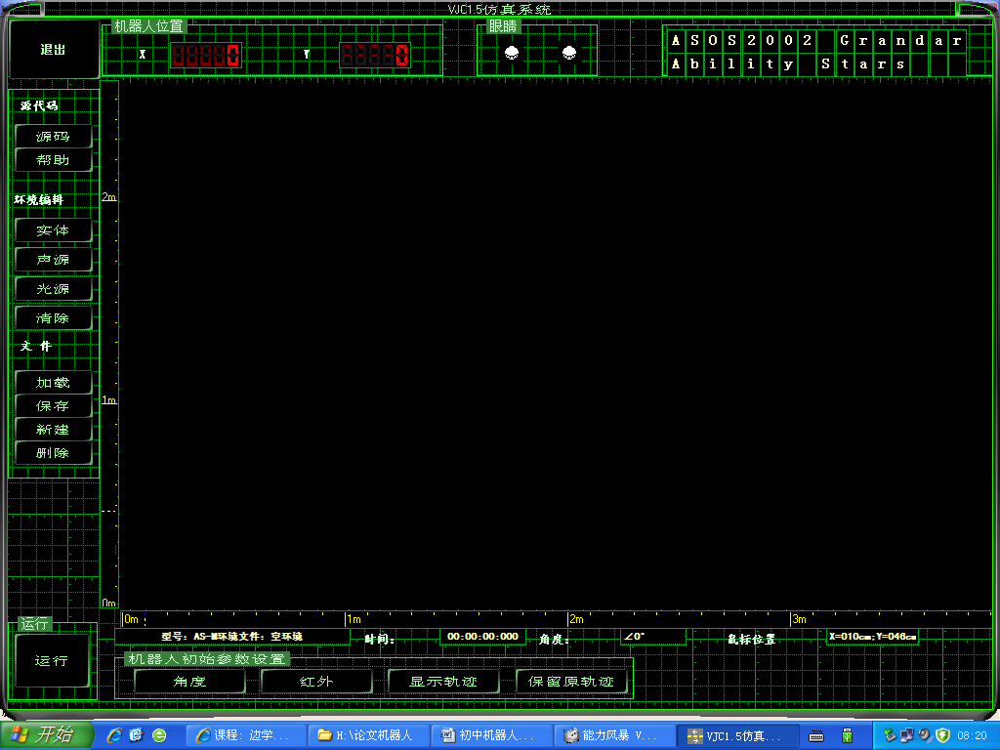 VJC1.5仿真系统
退出
机器人位置
X 0
Y 0
眼睛
ASOS2002 Grandar
Ability Stars
源代码
源码
帮助
环境编辑
实体
声源
光源
清除
文 件
加载
保存
新建
删除
2m
1m
0m
0m 1m 2m 3m
型号：AS-M环境文件：空环境 时间： 00:00:00:000 角度： ∠0° 鼠标位置 X=010cm;Y=046cm
运行
运行
机器人初始参数设置
角度 红外 显示轨迹 保留原轨迹
开始 课程：边学... H:\论文机器人 初中机器人... 能力风暴 V... VJC1.5仿真... 08:20